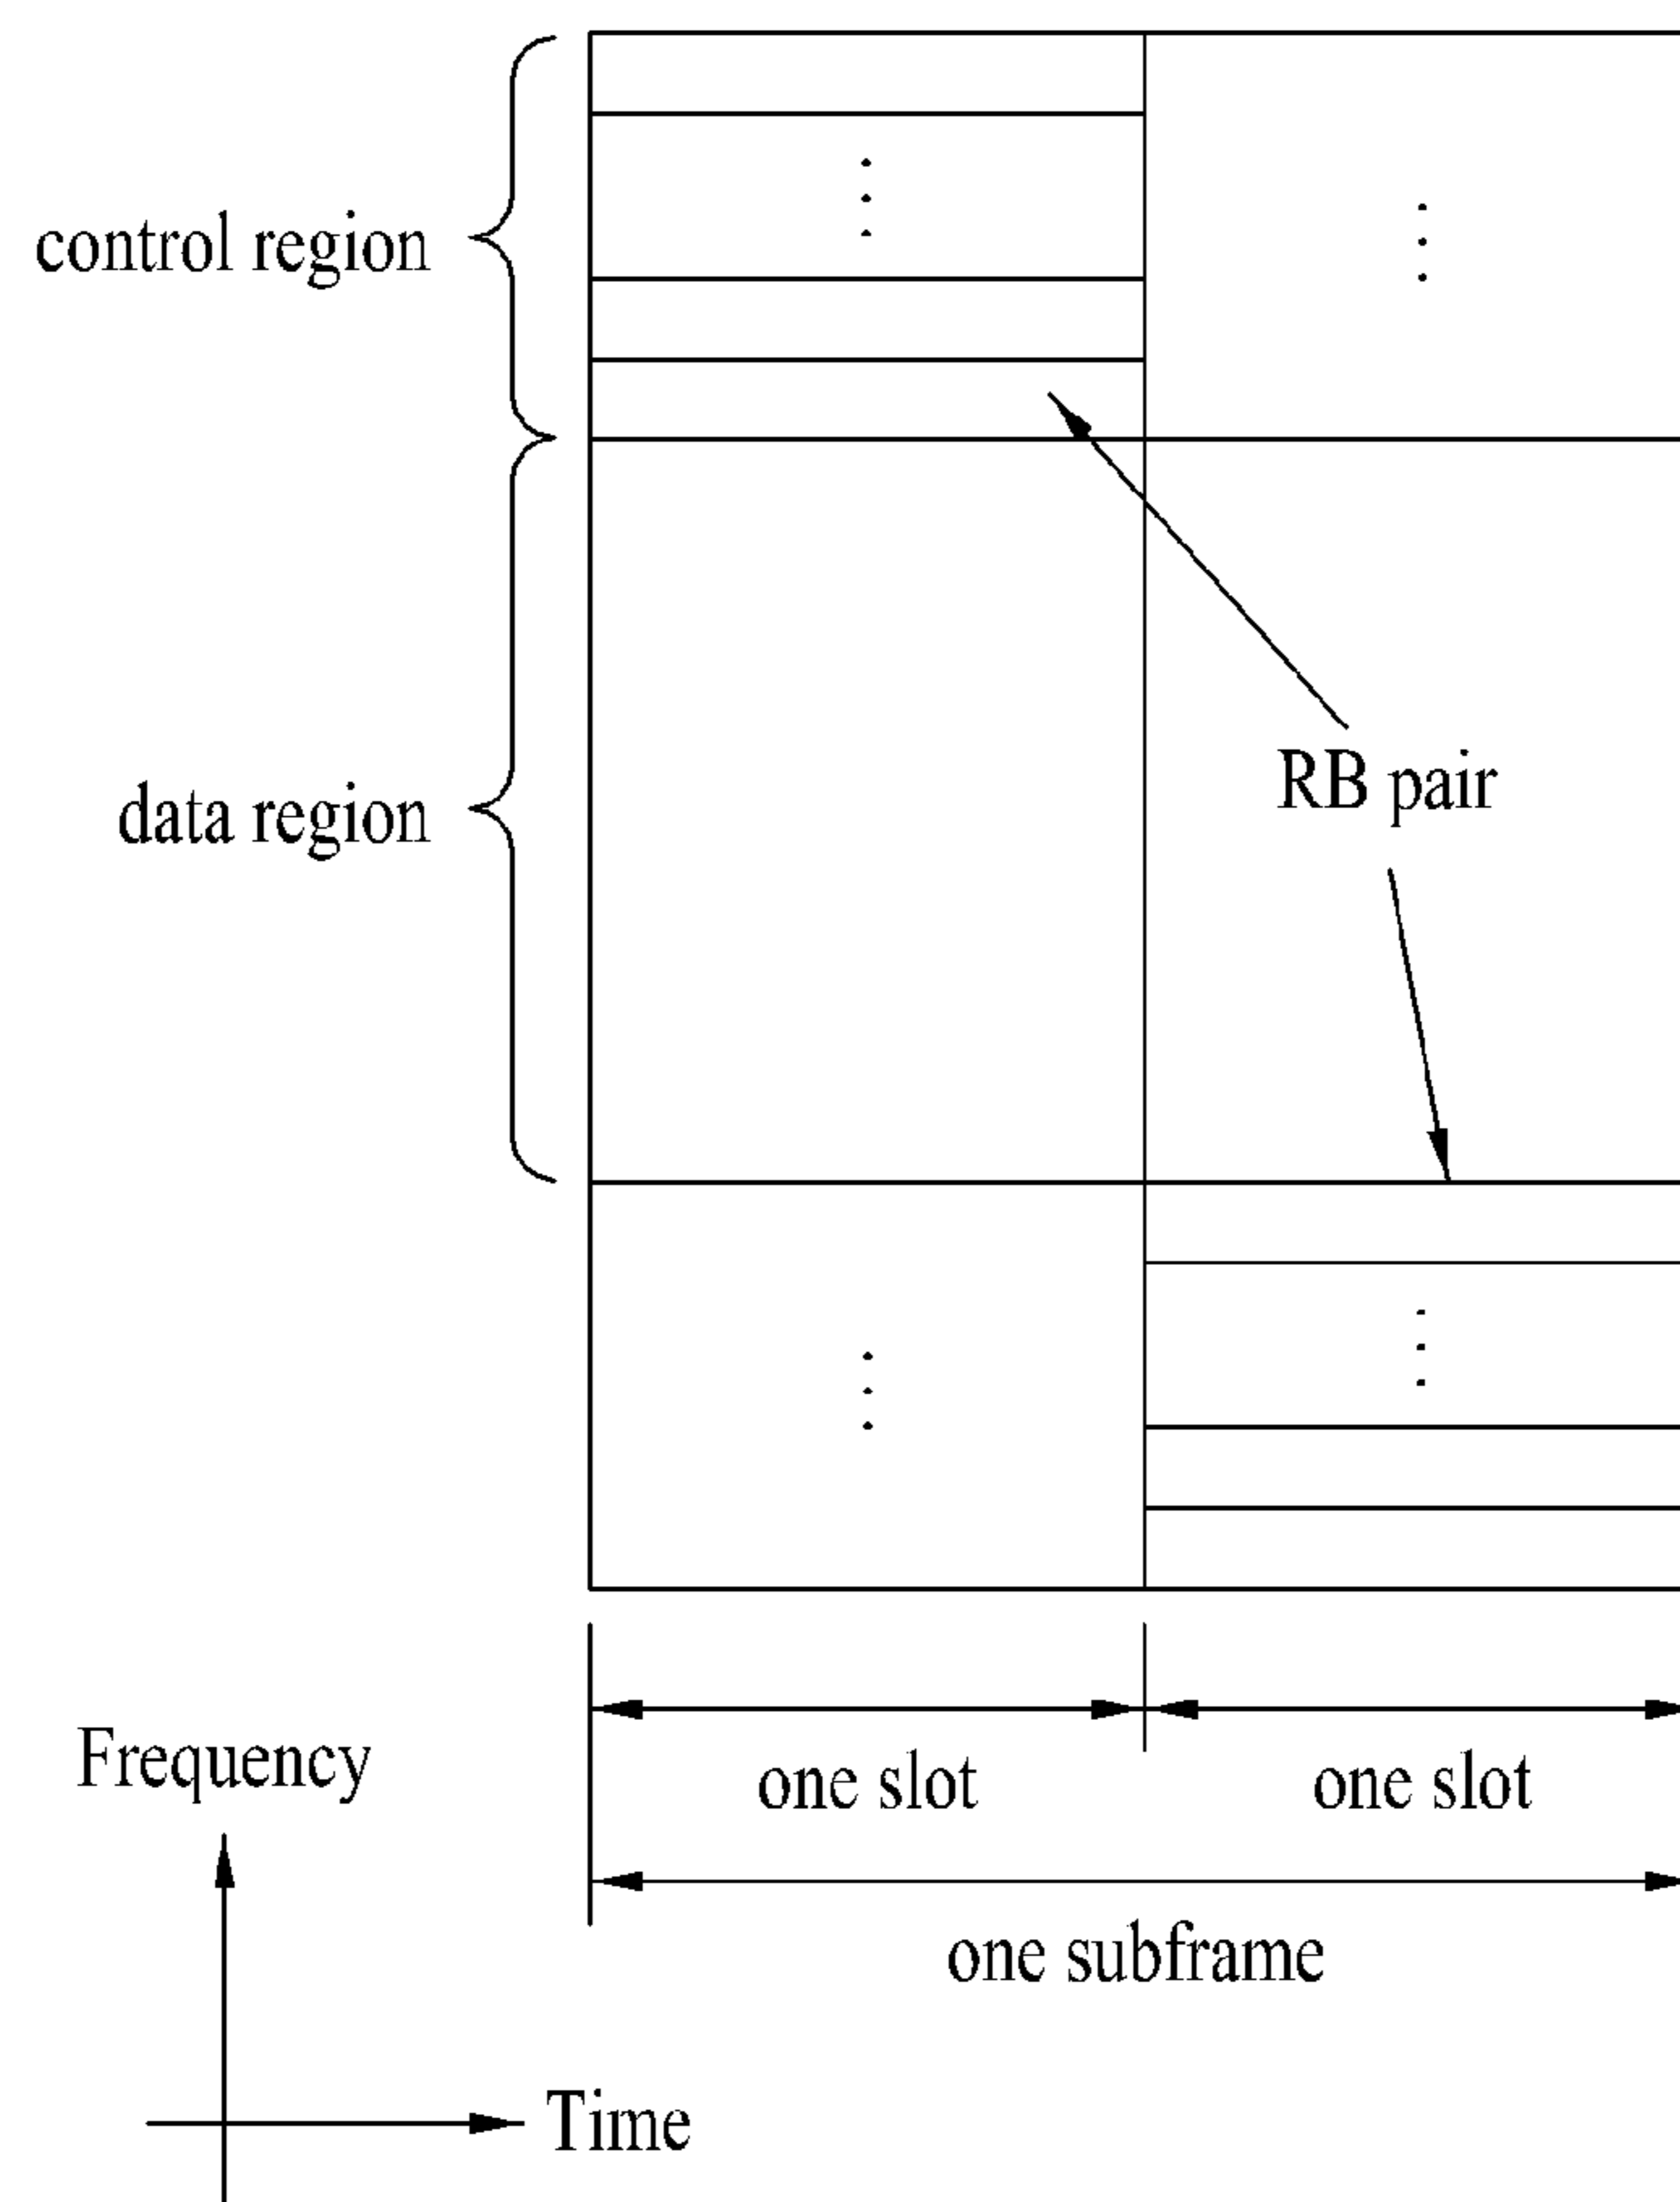 control region
data region
RB pair
one slot
one slot
one subframe
Frequency
Time